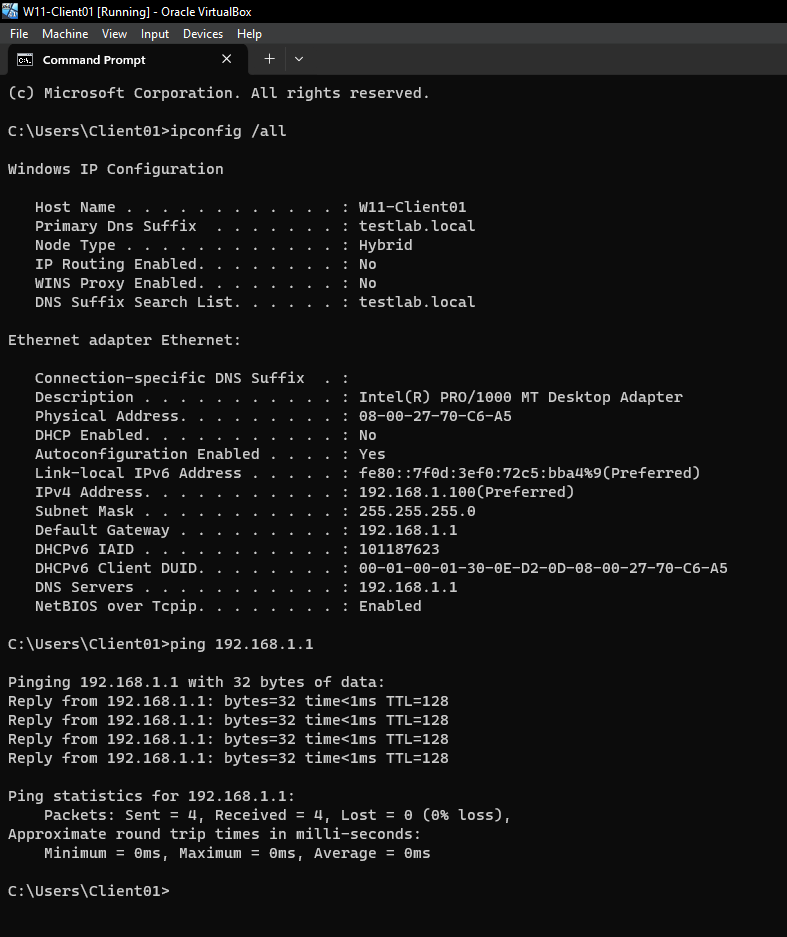 W11-Client01 [Running] - Oracle VirtualBox
File Machine View Input Devices Help
Command Prompt
(c) Microsoft Corporation. All rights reserved.
C:\Users\Client01>ipconfig /all
Windows IP Configuration
Host Name . . . . . . . . . . . . : W11-Client01
Primary Dns Suffix  . . . . . . . : testlab.local
Node Type . . . . . . . . . . . . : Hybrid
IP Routing Enabled. . . . . . . . : No
WINS Proxy Enabled. . . . . . . . : No
DNS Suffix Search List. . . . . . : testlab.local
Ethernet adapter Ethernet:
Connection-specific DNS Suffix  . :
Description . . . . . . . . . . . : Intel(R) PRO/1000 MT Desktop Adapter
Physical Address. . . . . . . . . : 08-00-27-70-C6-A5
DHCP Enabled. . . . . . . . . . . : No
Autoconfiguration Enabled . . . . : Yes
Link-local IPv6 Address . . . . . : fe80::7f0d:3ef0:72c5:bba4%9(Preferred)
IPv4 Address. . . . . . . . . . . : 192.168.1.100(Preferred)
Subnet Mask . . . . . . . . . . . : 255.255.255.0
Default Gateway . . . . . . . . . : 192.168.1.1
DHCPv6 IAID . . . . . . . . . . . : 101187623
DHCPv6 Client DUID. . . . . . . . : 00-01-00-01-30-0E-D2-0D-08-00-27-70-C6-A5
DNS Servers . . . . . . . . . . . : 192.168.1.1
NetBIOS over Tcpip. . . . . . . . : Enabled
C:\Users\Client01>ping 192.168.1.1
Pinging 192.168.1.1 with 32 bytes of data:
Reply from 192.168.1.1: bytes=32 time<1ms TTL=128
Reply from 192.168.1.1: bytes=32 time<1ms TTL=128
Reply from 192.168.1.1: bytes=32 time<1ms TTL=128
Reply from 192.168.1.1: bytes=32 time<1ms TTL=128
Ping statistics for 192.168.1.1:
Packets: Sent = 4, Received = 4, Lost = 0 (0% loss),
Approximate round trip times in milli-seconds:
Minimum = 0ms, Maximum = 0ms, Average = 0ms
C:\Users\Client01>